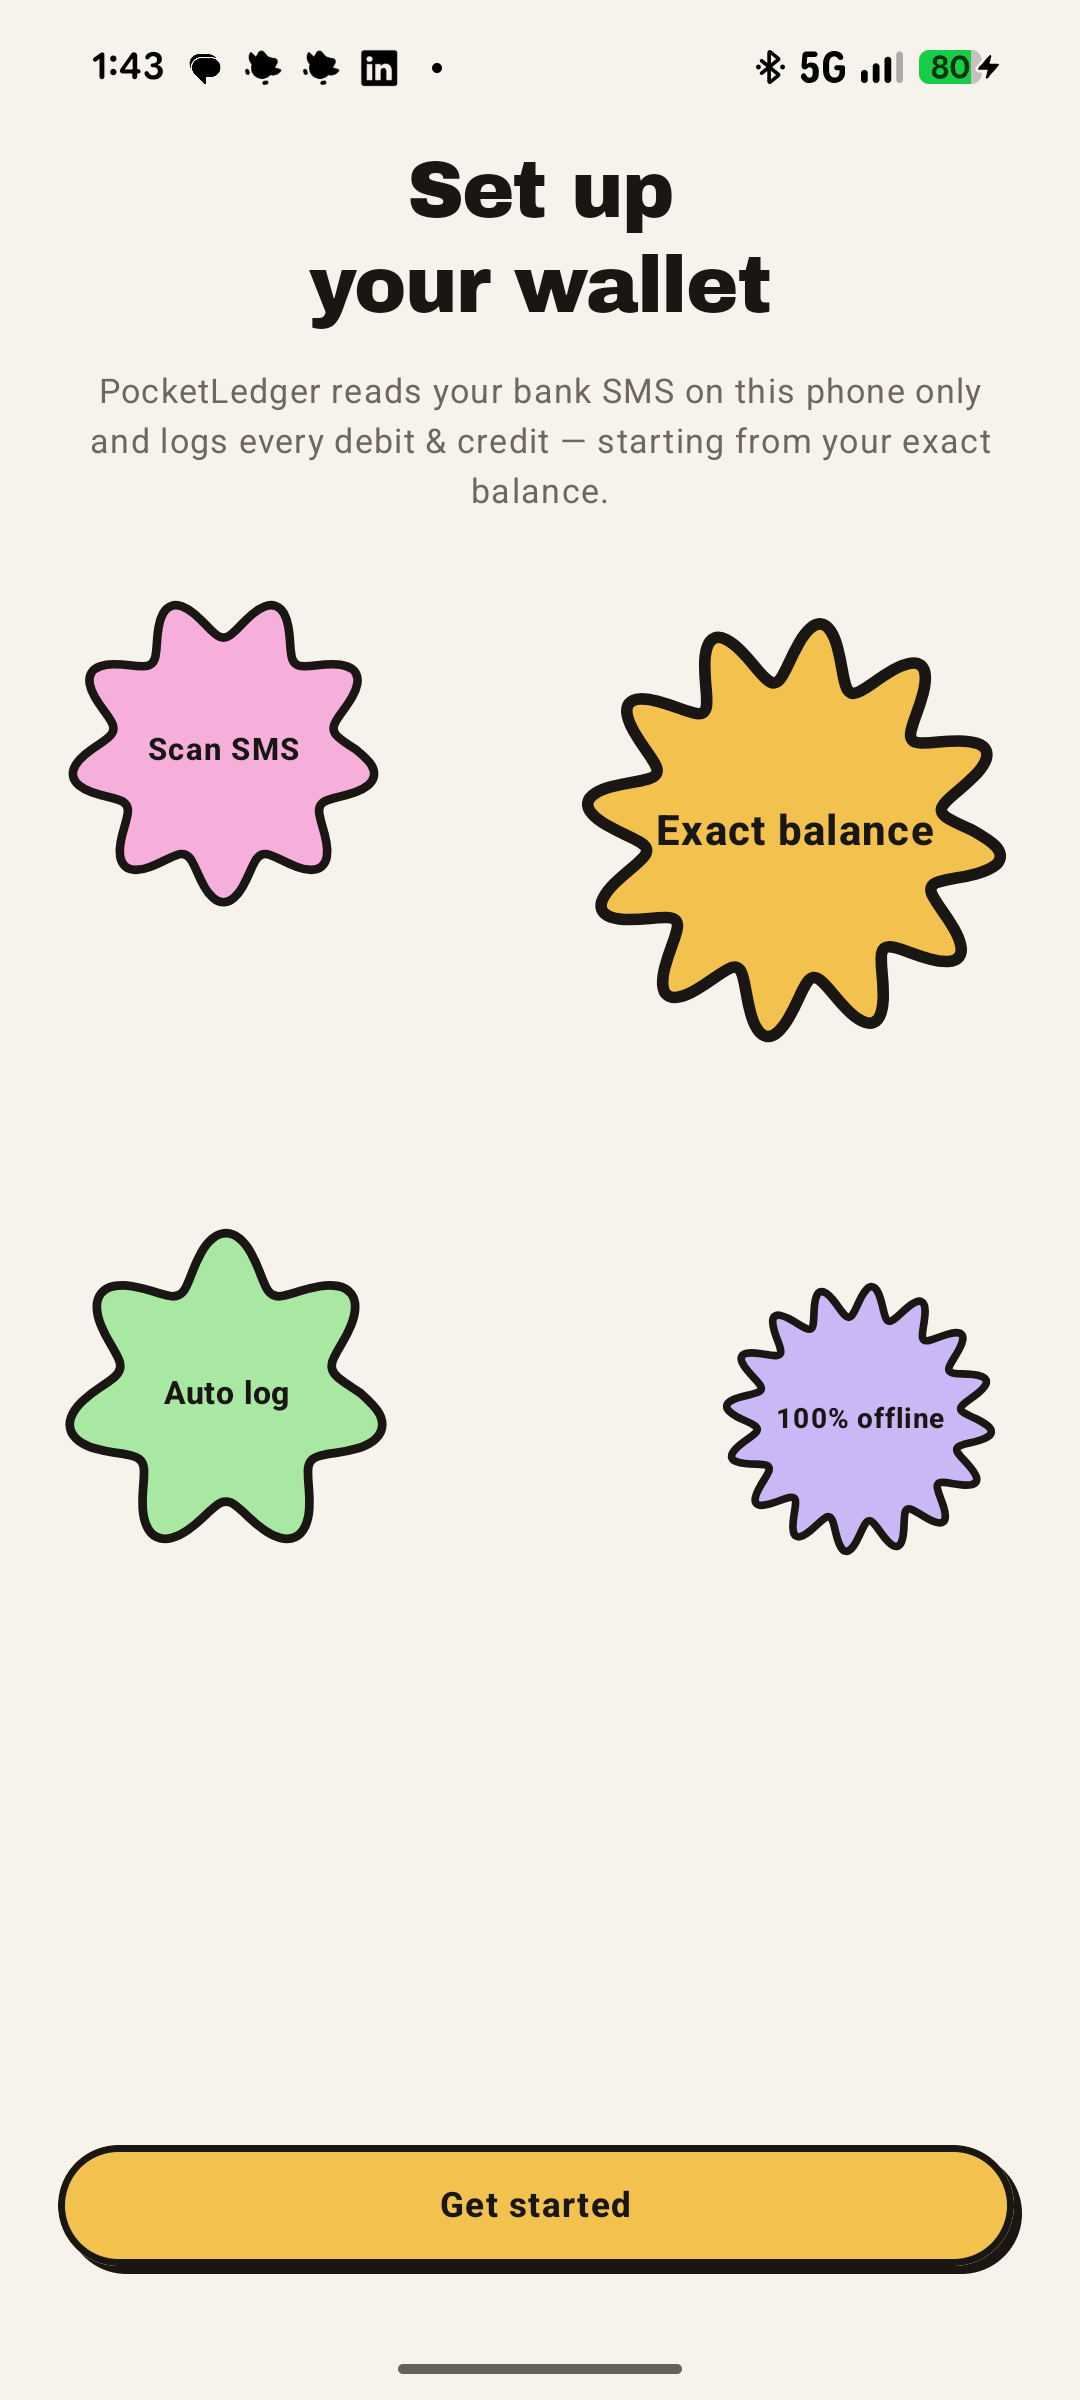 1:43
in
5G
80
Set up
your wallet
PocketLedger reads your bank SMS on this phone only
and logs every debit & credit — starting from your exact
balance.
Scan SMS
Exact balance
Auto log
100% offline
Get started